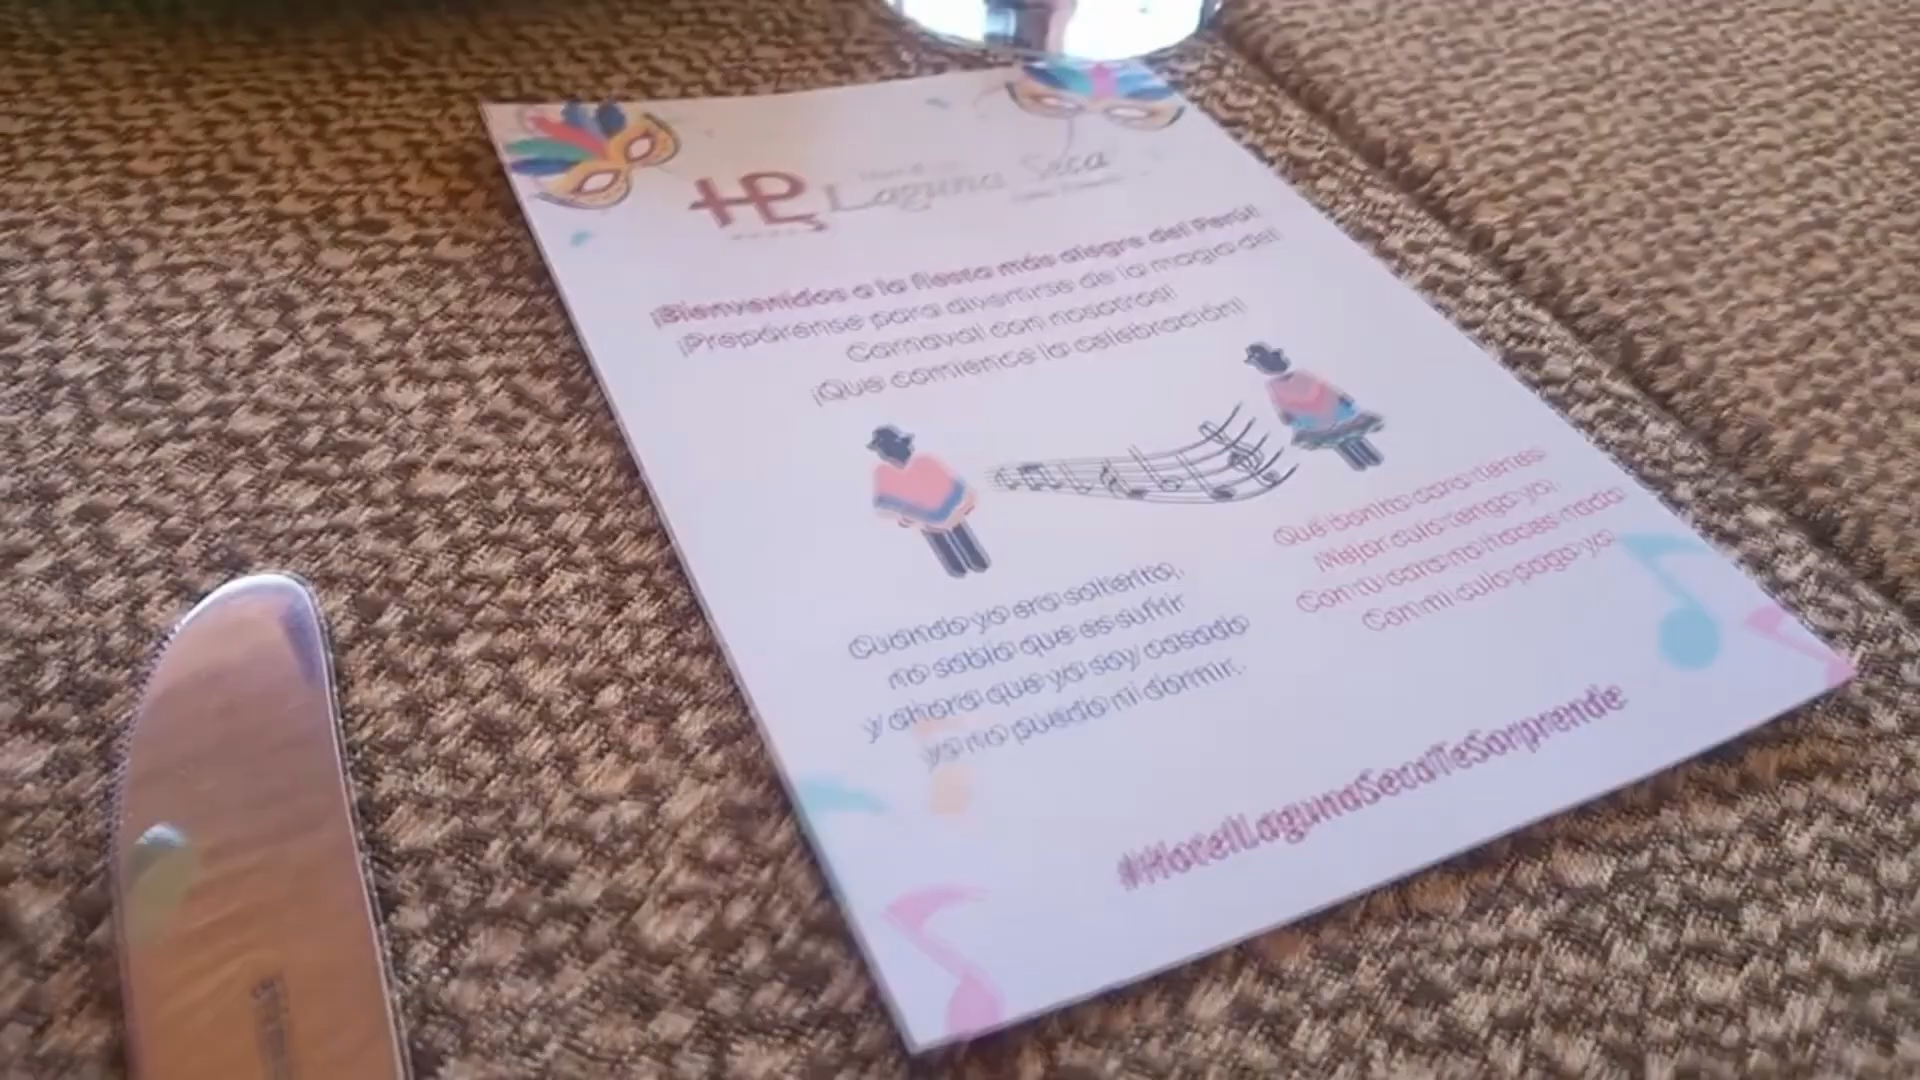 HL Laguna Seca
¡Bienvenidos a la fiesta más alegre del Perú!
¡Prepárense para divertirse de la magia del
Carnaval con nosotros!
¡Que comience la celebración!
Cuando yo era solterito,
no sabía que es sufrir
y ahora que yo soy casado
yo no puedo ni dormir.
Qué bonito cara tienes
Mejor culo tengo yo,
Con tu cara no haces nada
Con mi culo pago yo
#HotelLagunaSecaTeSorprende